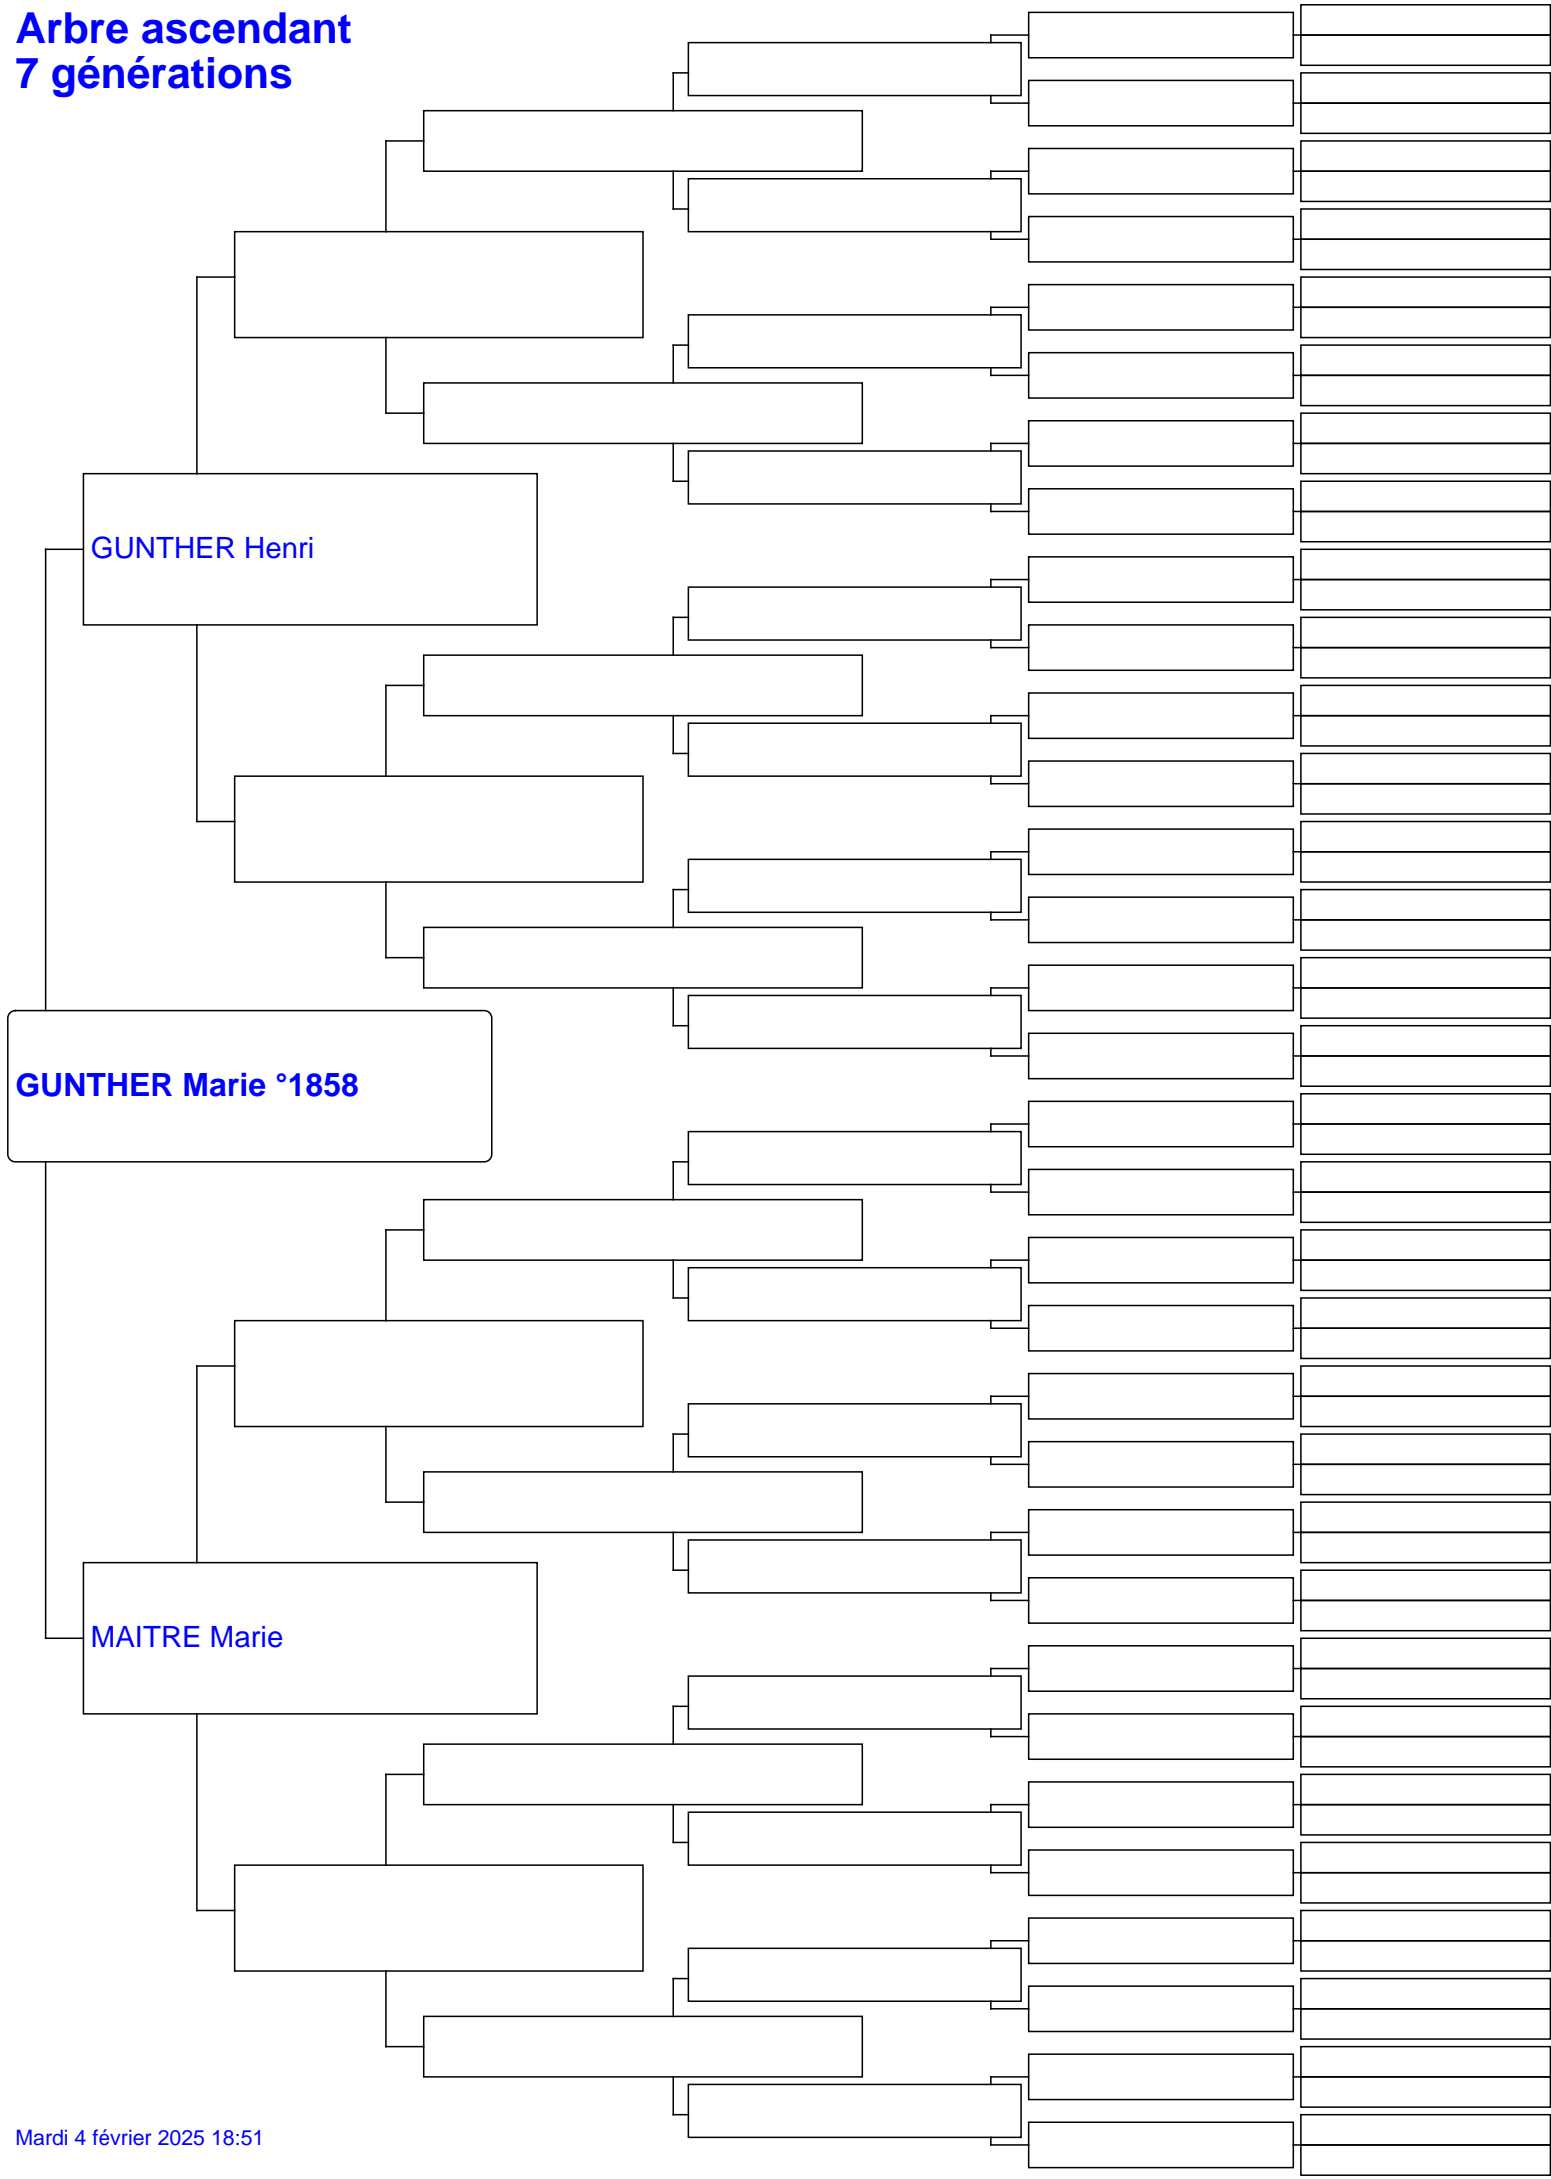 Arbre ascendant
7 générations
GUNTHER Henri
GUNTHER Marie °1858
MAITRE Marie
Mardi 4 février 2025 18:51